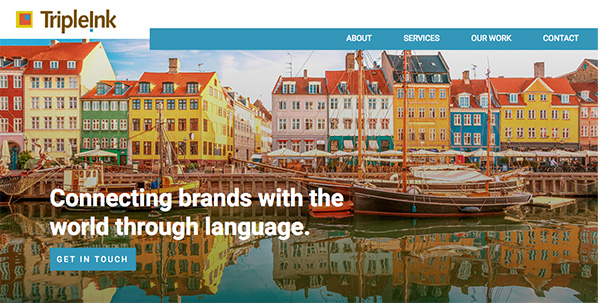 TripleInk
ABOUT SERVICES OUR WORK CONTACT
Connecting brands with the
world through language.
GET IN TOUCH